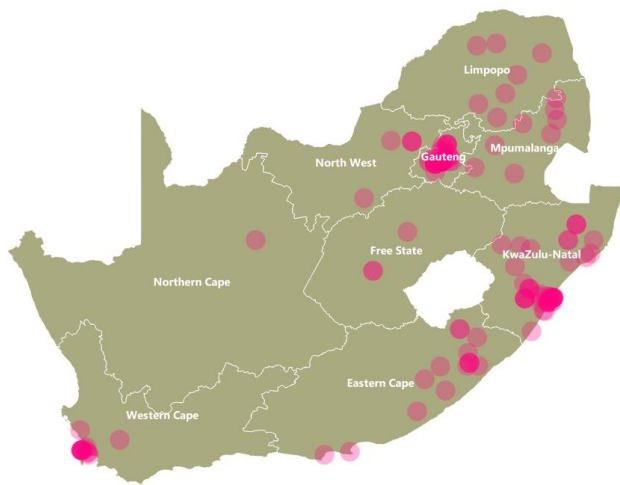 Limpopo
Mpumalanga
Gauteng
North West
Free State
KwaZulu-Natal
Northern Cape
Eastern Cape
Western Cape